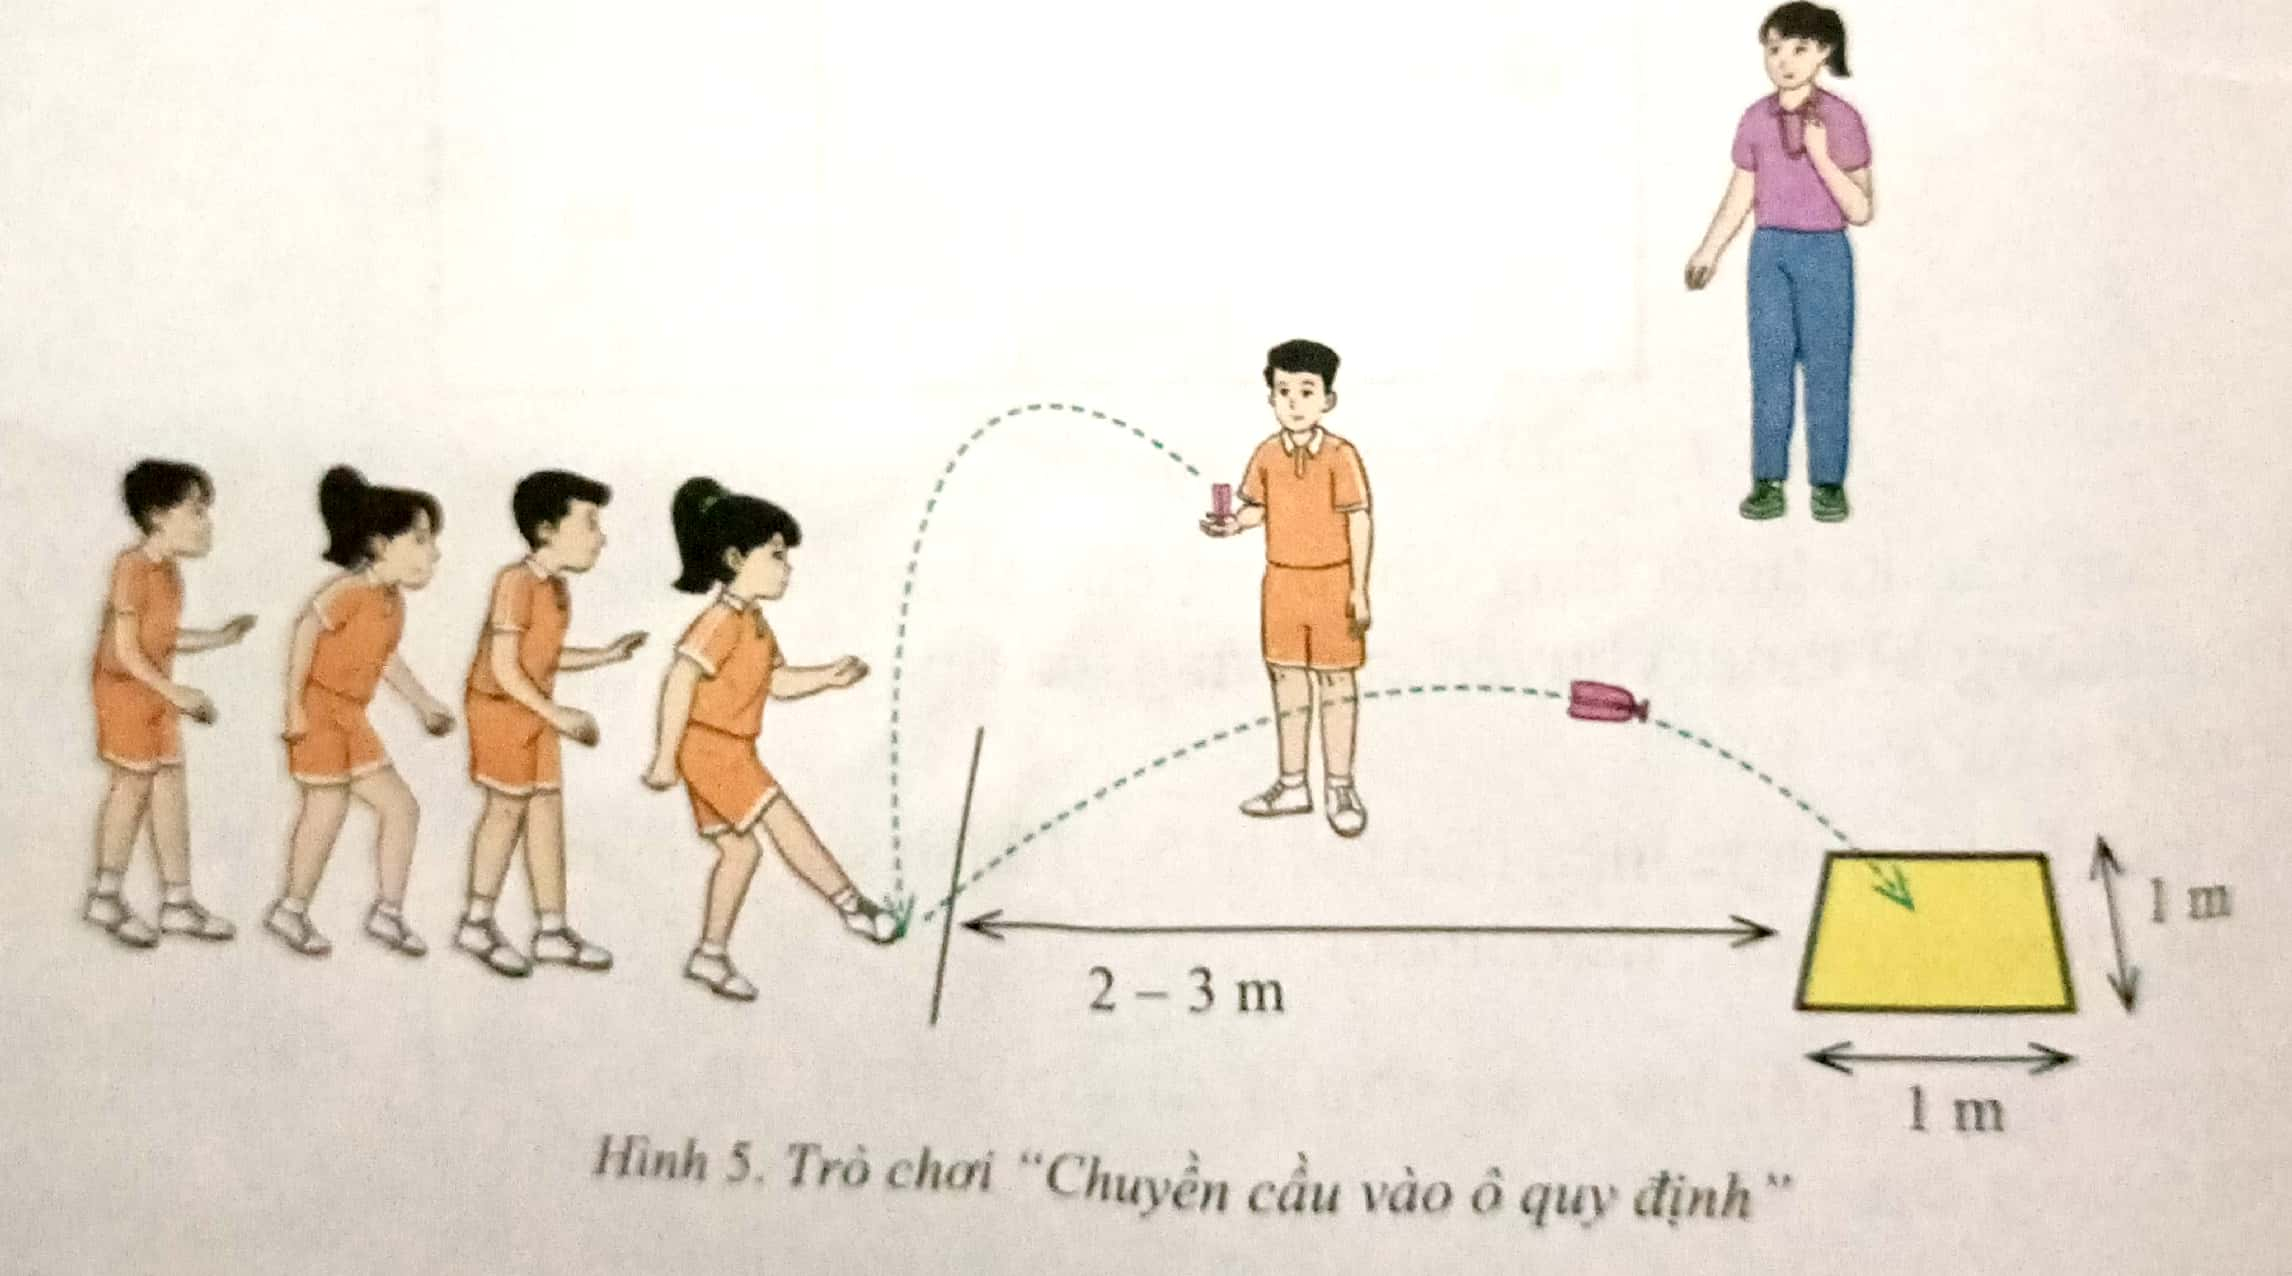 1 m
2 – 3 m
1 m
Hình 5. Trò chơi “Chuyền cầu vào ô quy định”